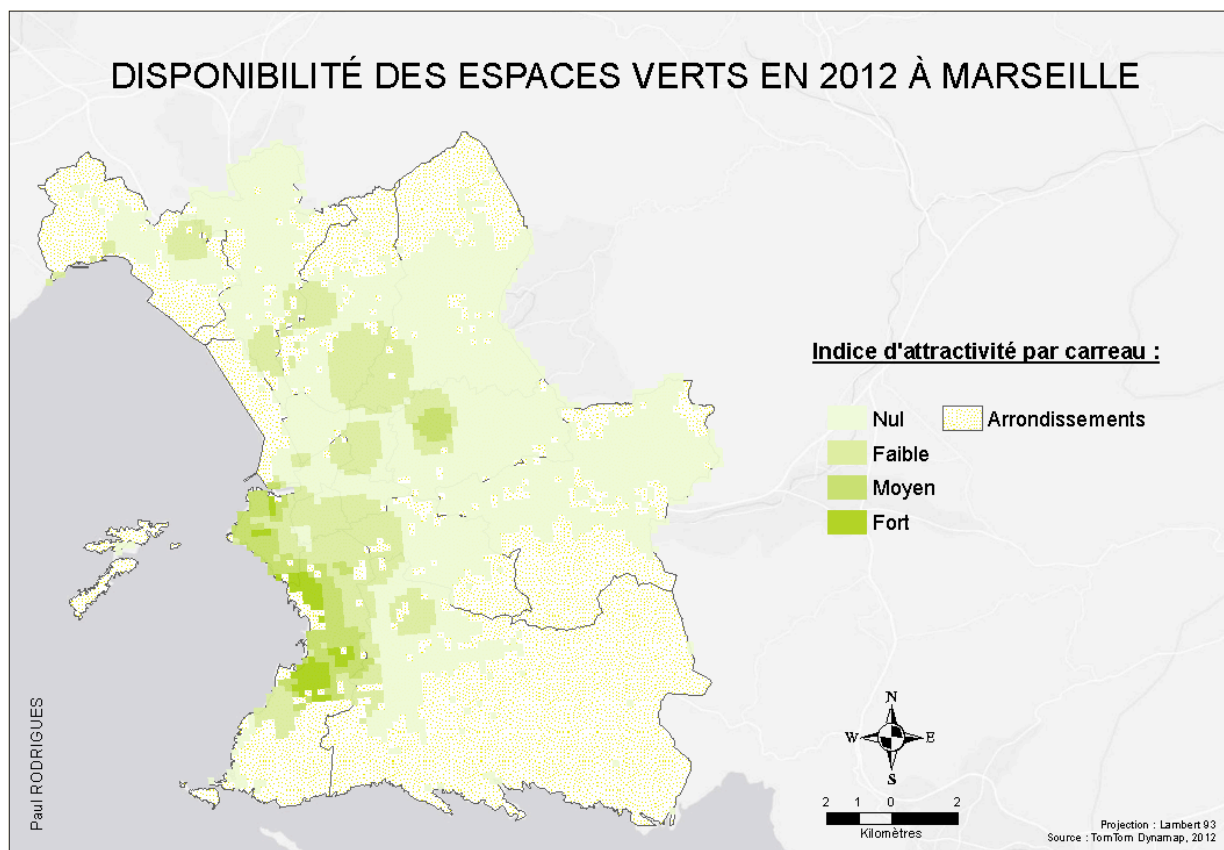 DISPONIBILITÉ DES ESPACES VERTS EN 2012 À MARSEILLE
Indice d'attractivité par carreau :
Nul
Arrondissements
Faible
Moyen
Fort
N
W E
S
2 1 0 2
Kilomètres
Projection : Lambert 93
Source : TomTom Dynamap, 2012
Paul RODRIGUES